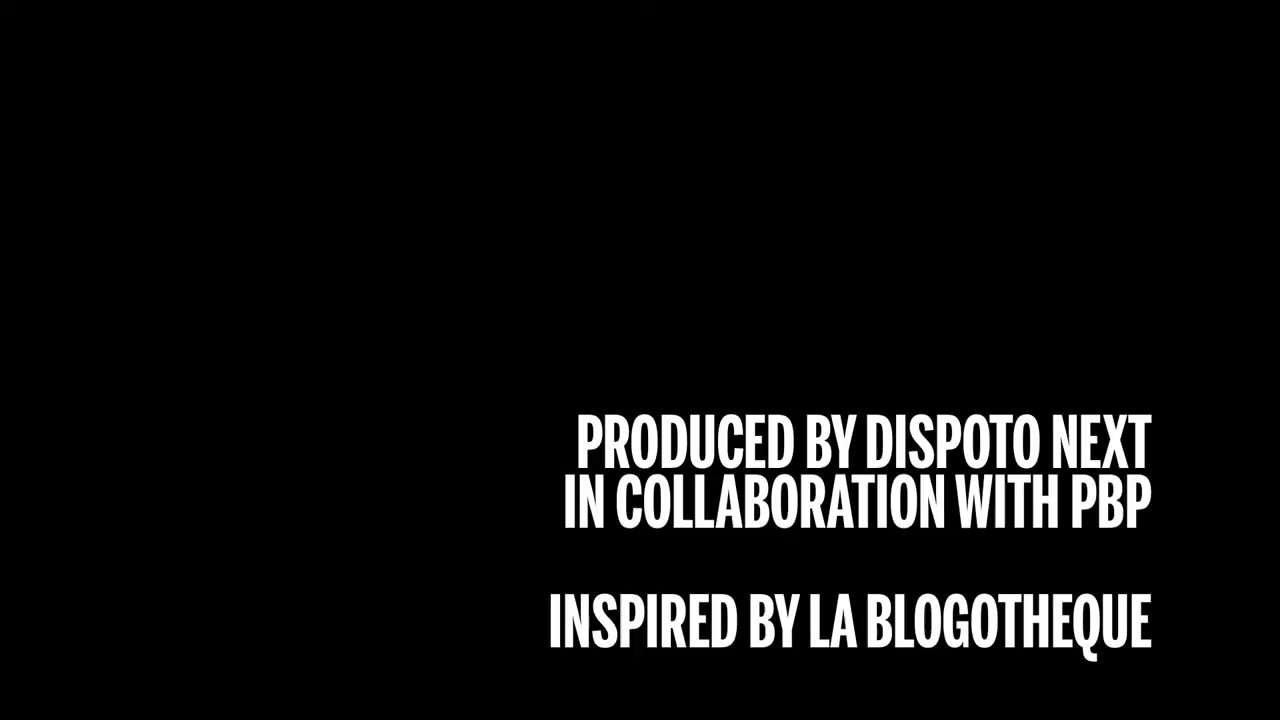 PRODUCED BY DISPOTO NEXT
IN COLLABORATION WITH PBP
INSPIRED BY LA BLOGOTHEQUE